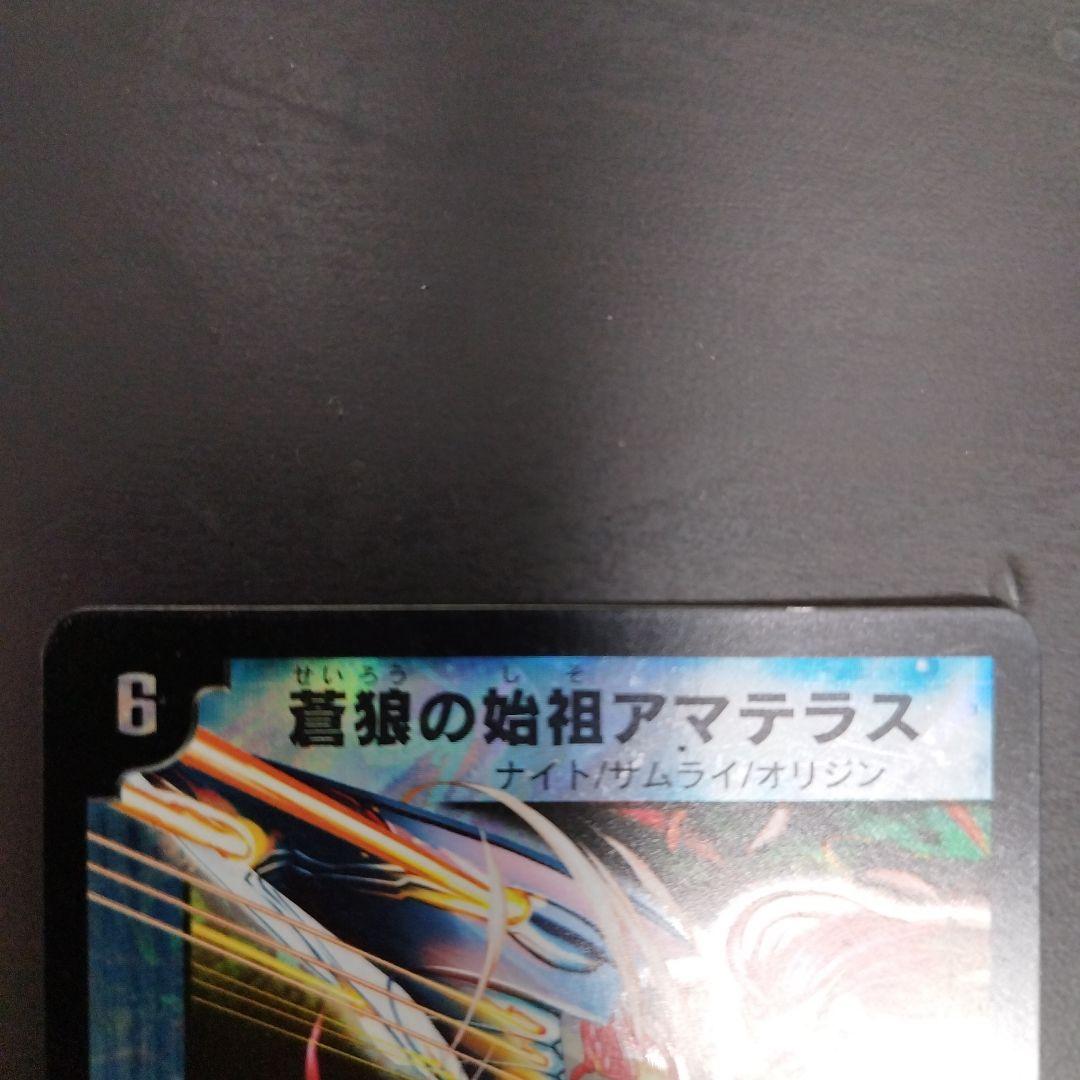 6
せいろう しそ
蒼狼の始祖アマテラス
ナイト/サムライ/オリジン